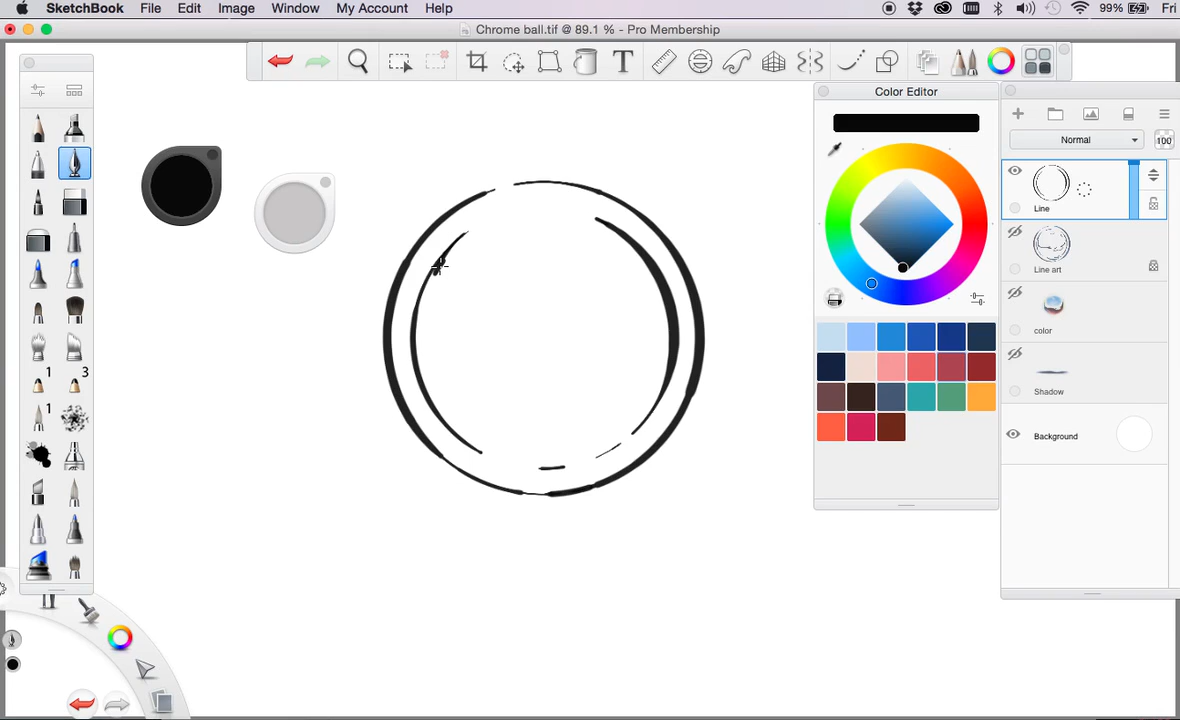 SketchBook File Edit Image Window My Account Help 99% Fri
Chrome ball.tif @ 89.1 % - Pro Membership
T
Color Editor
Normal 100
Line
Line art
color
Shadow
Background
1 3
1